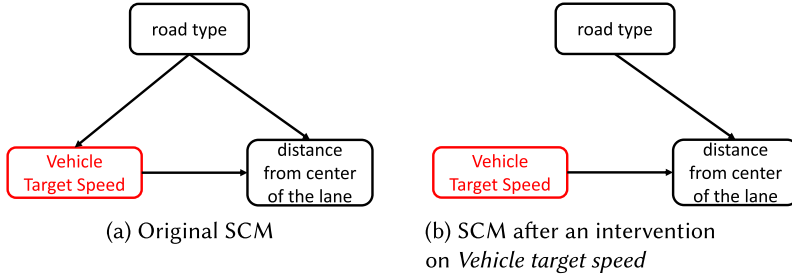 road type
Vehicle
Target Speed
distance
from center
of the lane
(a) Original SCM
road type
Vehicle
Target Speed
distance
from center
of the lane
(b) SCM after an intervention
on Vehicle target speed